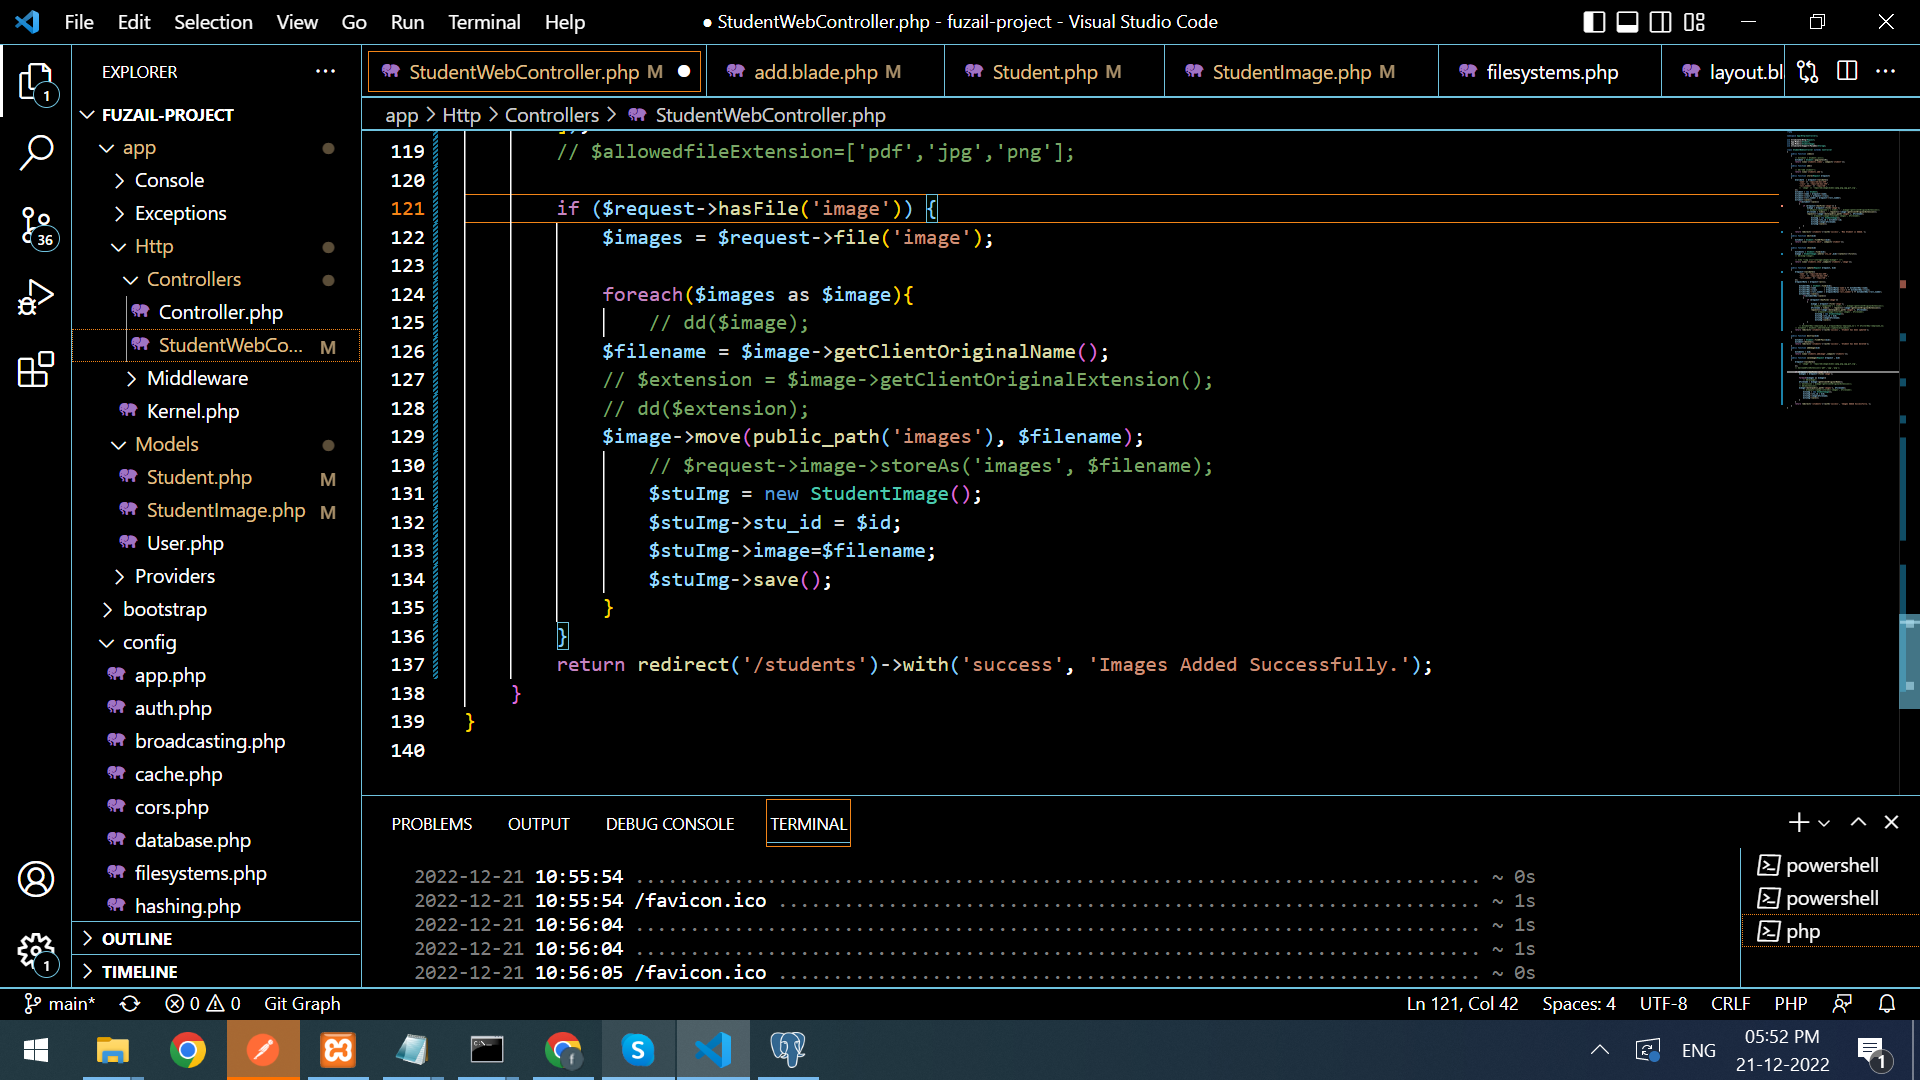 File Edit Selection View Go Run Terminal Help
● StudentWebController.php - fuzail-project - Visual Studio Code
EXPLORER
StudentWebController.php M
add.blade.php M
Student.php M
StudentImage.php M
filesystems.php
layout.bl
app > Http > Controllers > StudentWebController.php
1
36
1
FUZAIL-PROJECT
app
Console
Exceptions
Http
Controllers
Controller.php
StudentWebCo... M
Middleware
Kernel.php
Models
Student.php M
StudentImage.php M
User.php
Providers
bootstrap
config
app.php
auth.php
broadcasting.php
cache.php
cors.php
database.php
filesystems.php
hashing.php
OUTLINE
TIMELINE
119 // $allowedfileExtension=['pdf','jpg','png'];
120
121 if ($request->hasFile('image')) {
122 $images = $request->file('image');
123
124 foreach($images as $image){
125 // dd($image);
126 $filename = $image->getClientOriginalName();
127 // $extension = $image->getClientOriginalExtension();
128 // dd($extension);
129 $image->move(public_path('images'), $filename);
130 // $request->image->storeAs('images', $filename);
131 $stuImg = new StudentImage();
132 $stuImg->stu_id = $id;
133 $stuImg->image=$filename;
134 $stuImg->save();
135 }
136 }
137 return redirect('/students')->with('success', 'Images Added Successfully.');
138 }
139 }
140
PROBLEMS OUTPUT DEBUG CONSOLE TERMINAL
2022-12-21 10:55:54 ........ ~ 0s
2022-12-21 10:55:54 /favicon.ico ........ ~ 1s
2022-12-21 10:56:04 ........ ~ 1s
2022-12-21 10:56:04 ........ ~ 1s
2022-12-21 10:56:05 /favicon.ico ........ ~ 0s
powershell
powershell
php
main* 0 0 Git Graph
Ln 121, Col 42 Spaces: 4 UTF-8 CRLF PHP
ENG
05:52 PM
21-12-2022
1